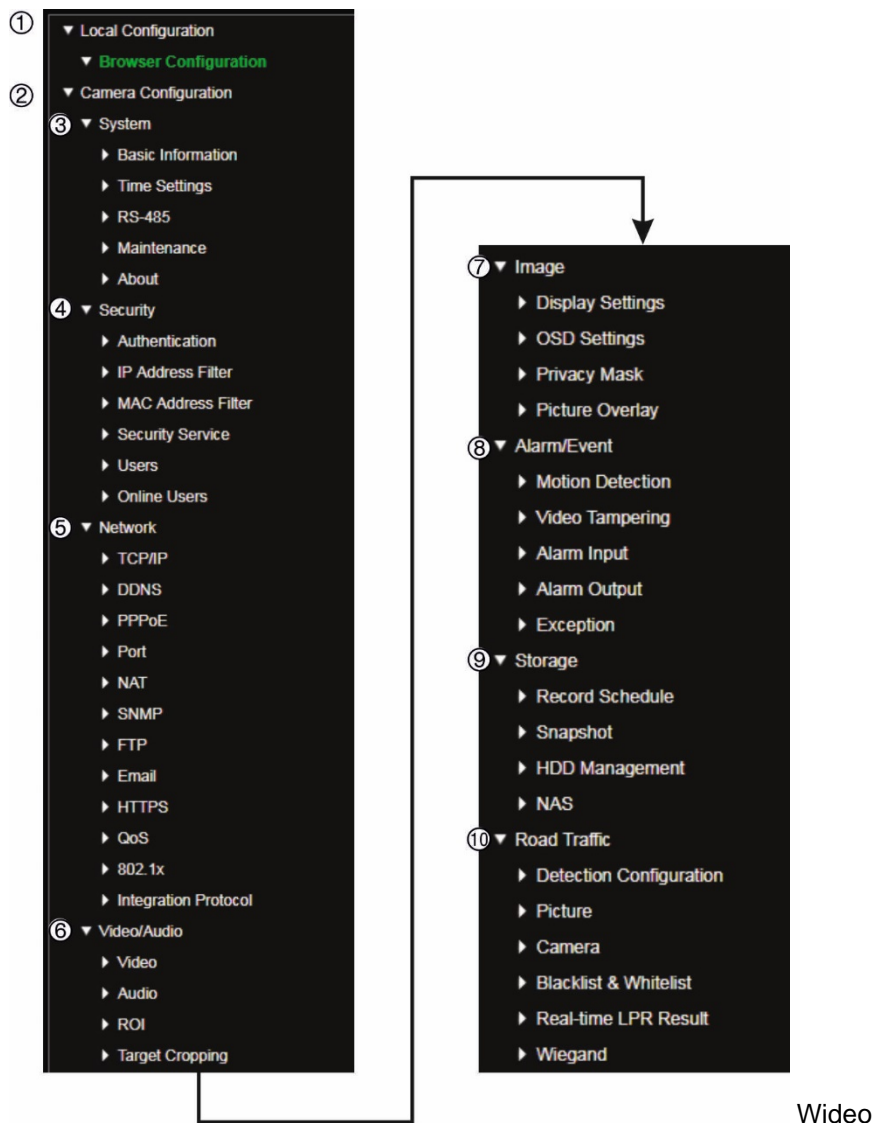 ① Local Configuration
Browser Configuration
② Camera Configuration
③ System
Basic Information
Time Settings
RS-485
Maintenance
About
④ Security
Authentication
IP Address Filter
MAC Address Filter
Security Service
Users
Online Users
⑤ Network
TCP/IP
DDNS
PPPoE
Port
NAT
SNMP
FTP
Email
HTTPS
QoS
802.1x
Integration Protocol
⑥ Video/Audio
Video
Audio
ROI
Target Cropping
⑦ Image
Display Settings
OSD Settings
Privacy Mask
Picture Overlay
⑧ Alarm/Event
Motion Detection
Video Tampering
Alarm Input
Alarm Output
Exception
⑨ Storage
Record Schedule
Snapshot
HDD Management
NAS
⑩ Road Traffic
Detection Configuration
Picture
Camera
Blacklist & Whitelist
Real-time LPR Result
Wiegand
Wideo